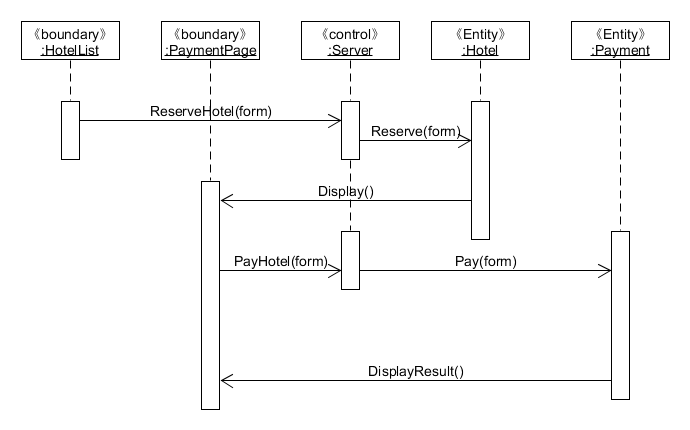 《boundary》
:HotelList
《boundary》
:PaymentPage
《control》
:Server
《Entity》
:Hotel
《Entity》
:Payment
ReserveHotel(form)
Reserve(form)
Display()
PayHotel(form)
Pay(form)
DisplayResult()